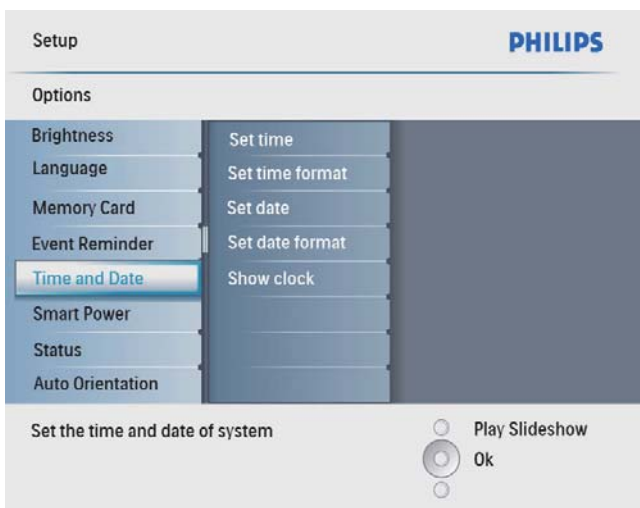 Setup
PHILIPS
Options
Brightness
Language
Memory Card
Event Reminder
Time and Date
Smart Power
Status
Auto Orientation
Set time
Set time format
Set date
Set date format
Show clock
Set the time and date of system
Play Slideshow
Ok